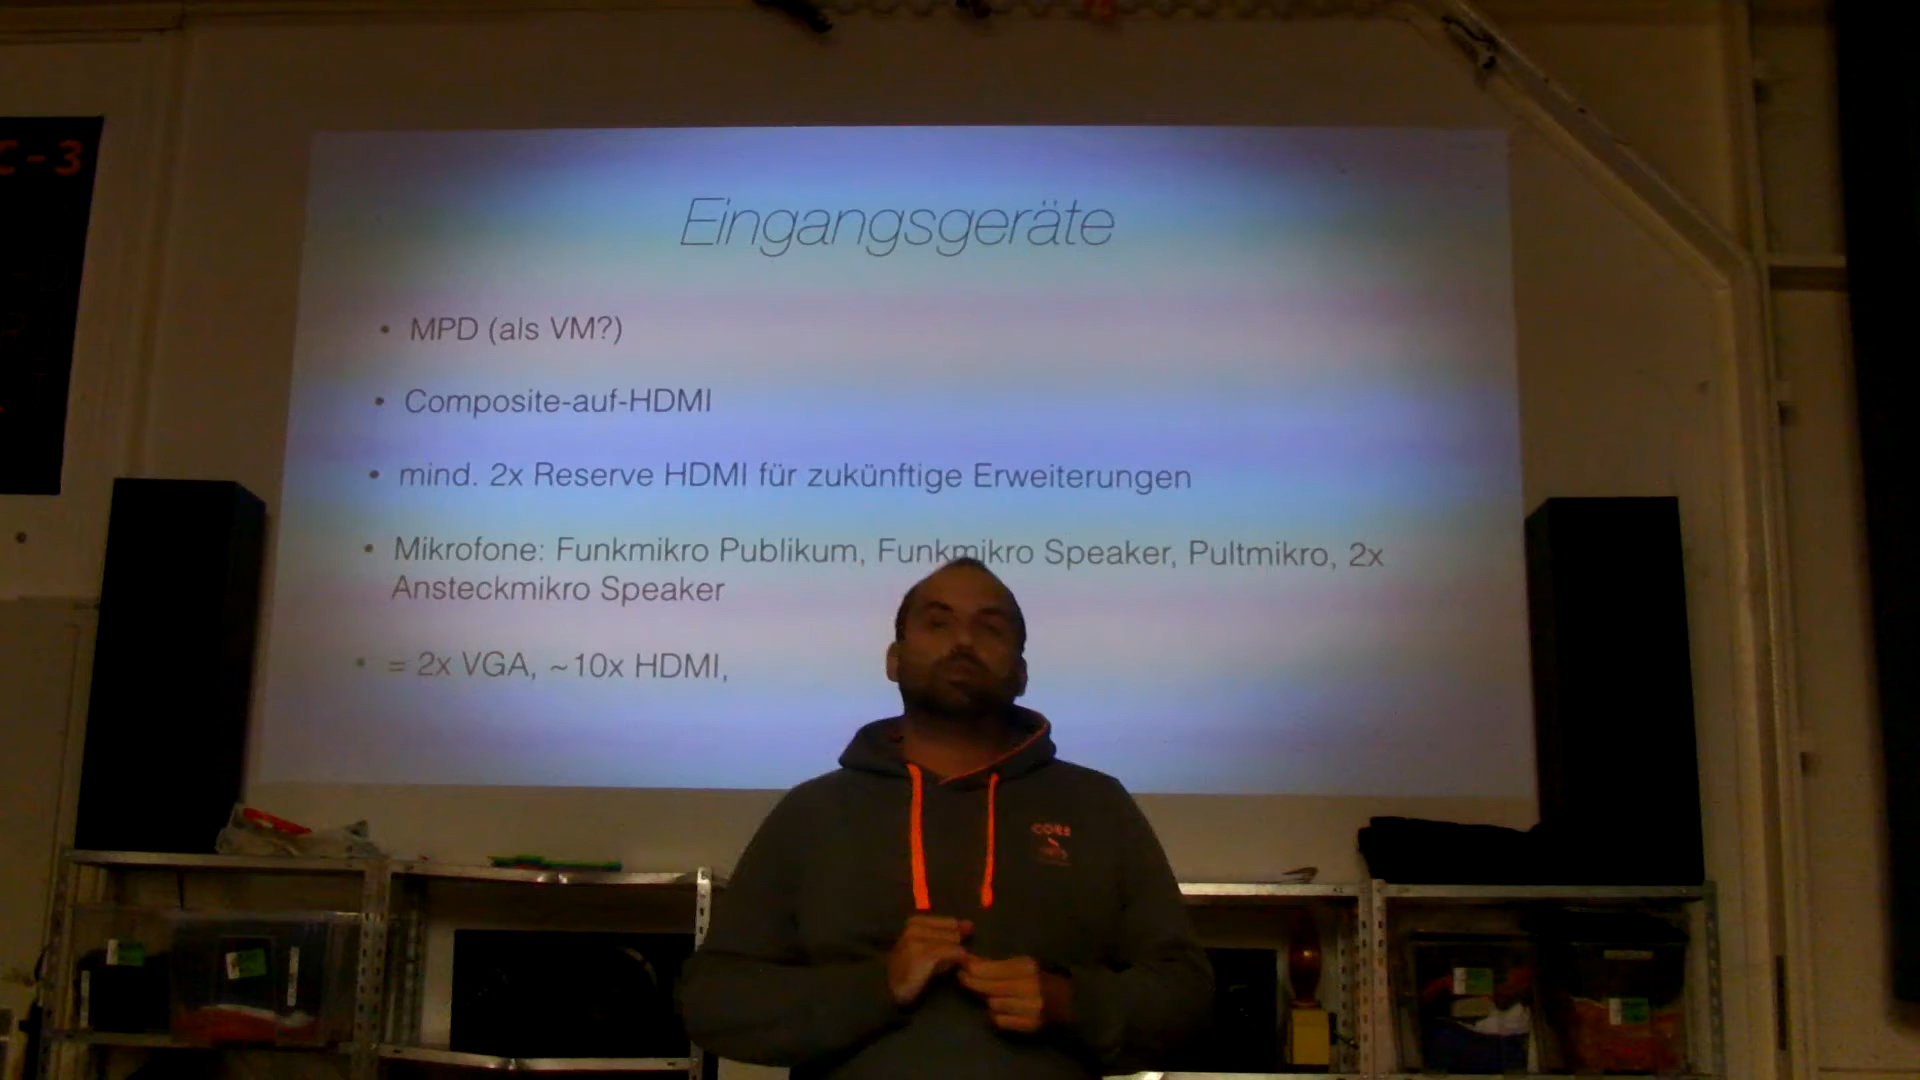 C-3
Eingangsgeräte
• MPD (als VM?)
• Composite-auf-HDMI
• mind. 2x Reserve HDMI für zukünftige Erweiterungen
• Mikrofone: Funkmikro Publikum, Funkmikro Speaker, Pultmikro, 2x
Ansteckmikro Speaker
• = 2x VGA, ~10x HDMI,